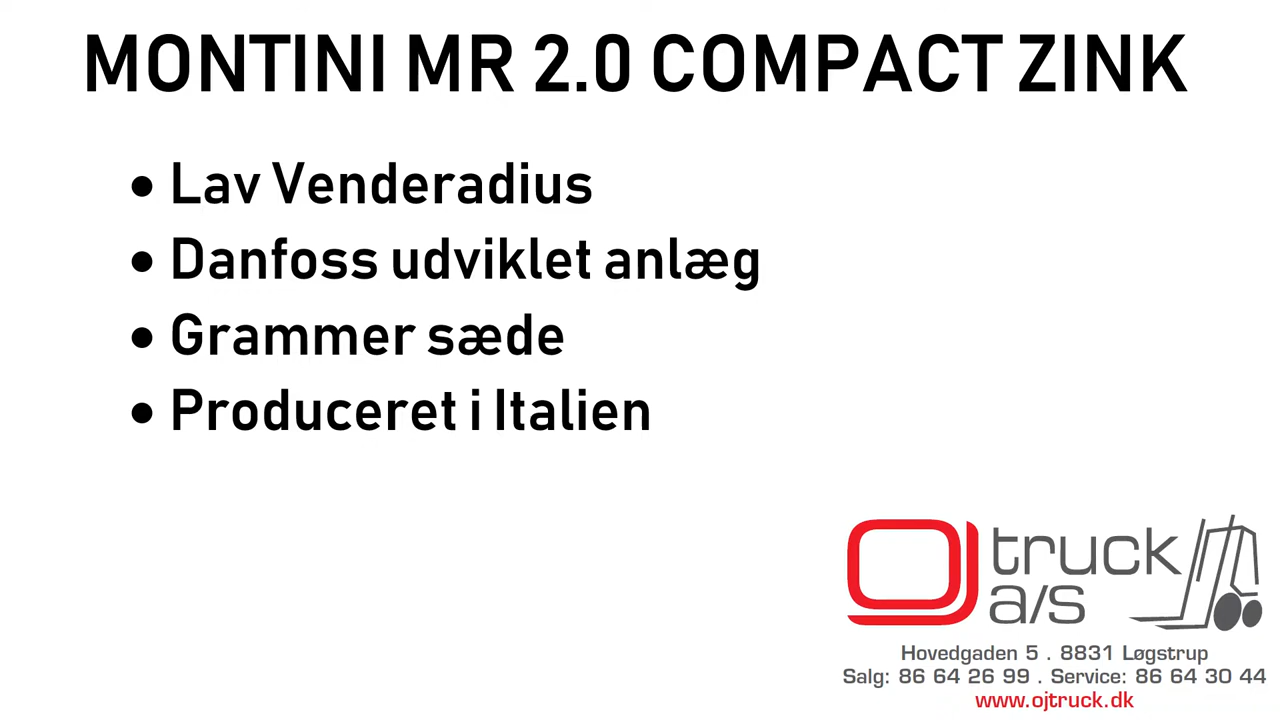 MONTINI MR 2.0 COMPACT ZINK
• Lav Venderadius
• Danfoss udviklet anlæg
• Grammer sæde
• Produceret i Italien
OJ truck
a/s
Hovedgaden 5 . 8831 Løgstrup
Salg: 86 64 26 99 . Service: 86 64 30 44
www.ojtruck.dk